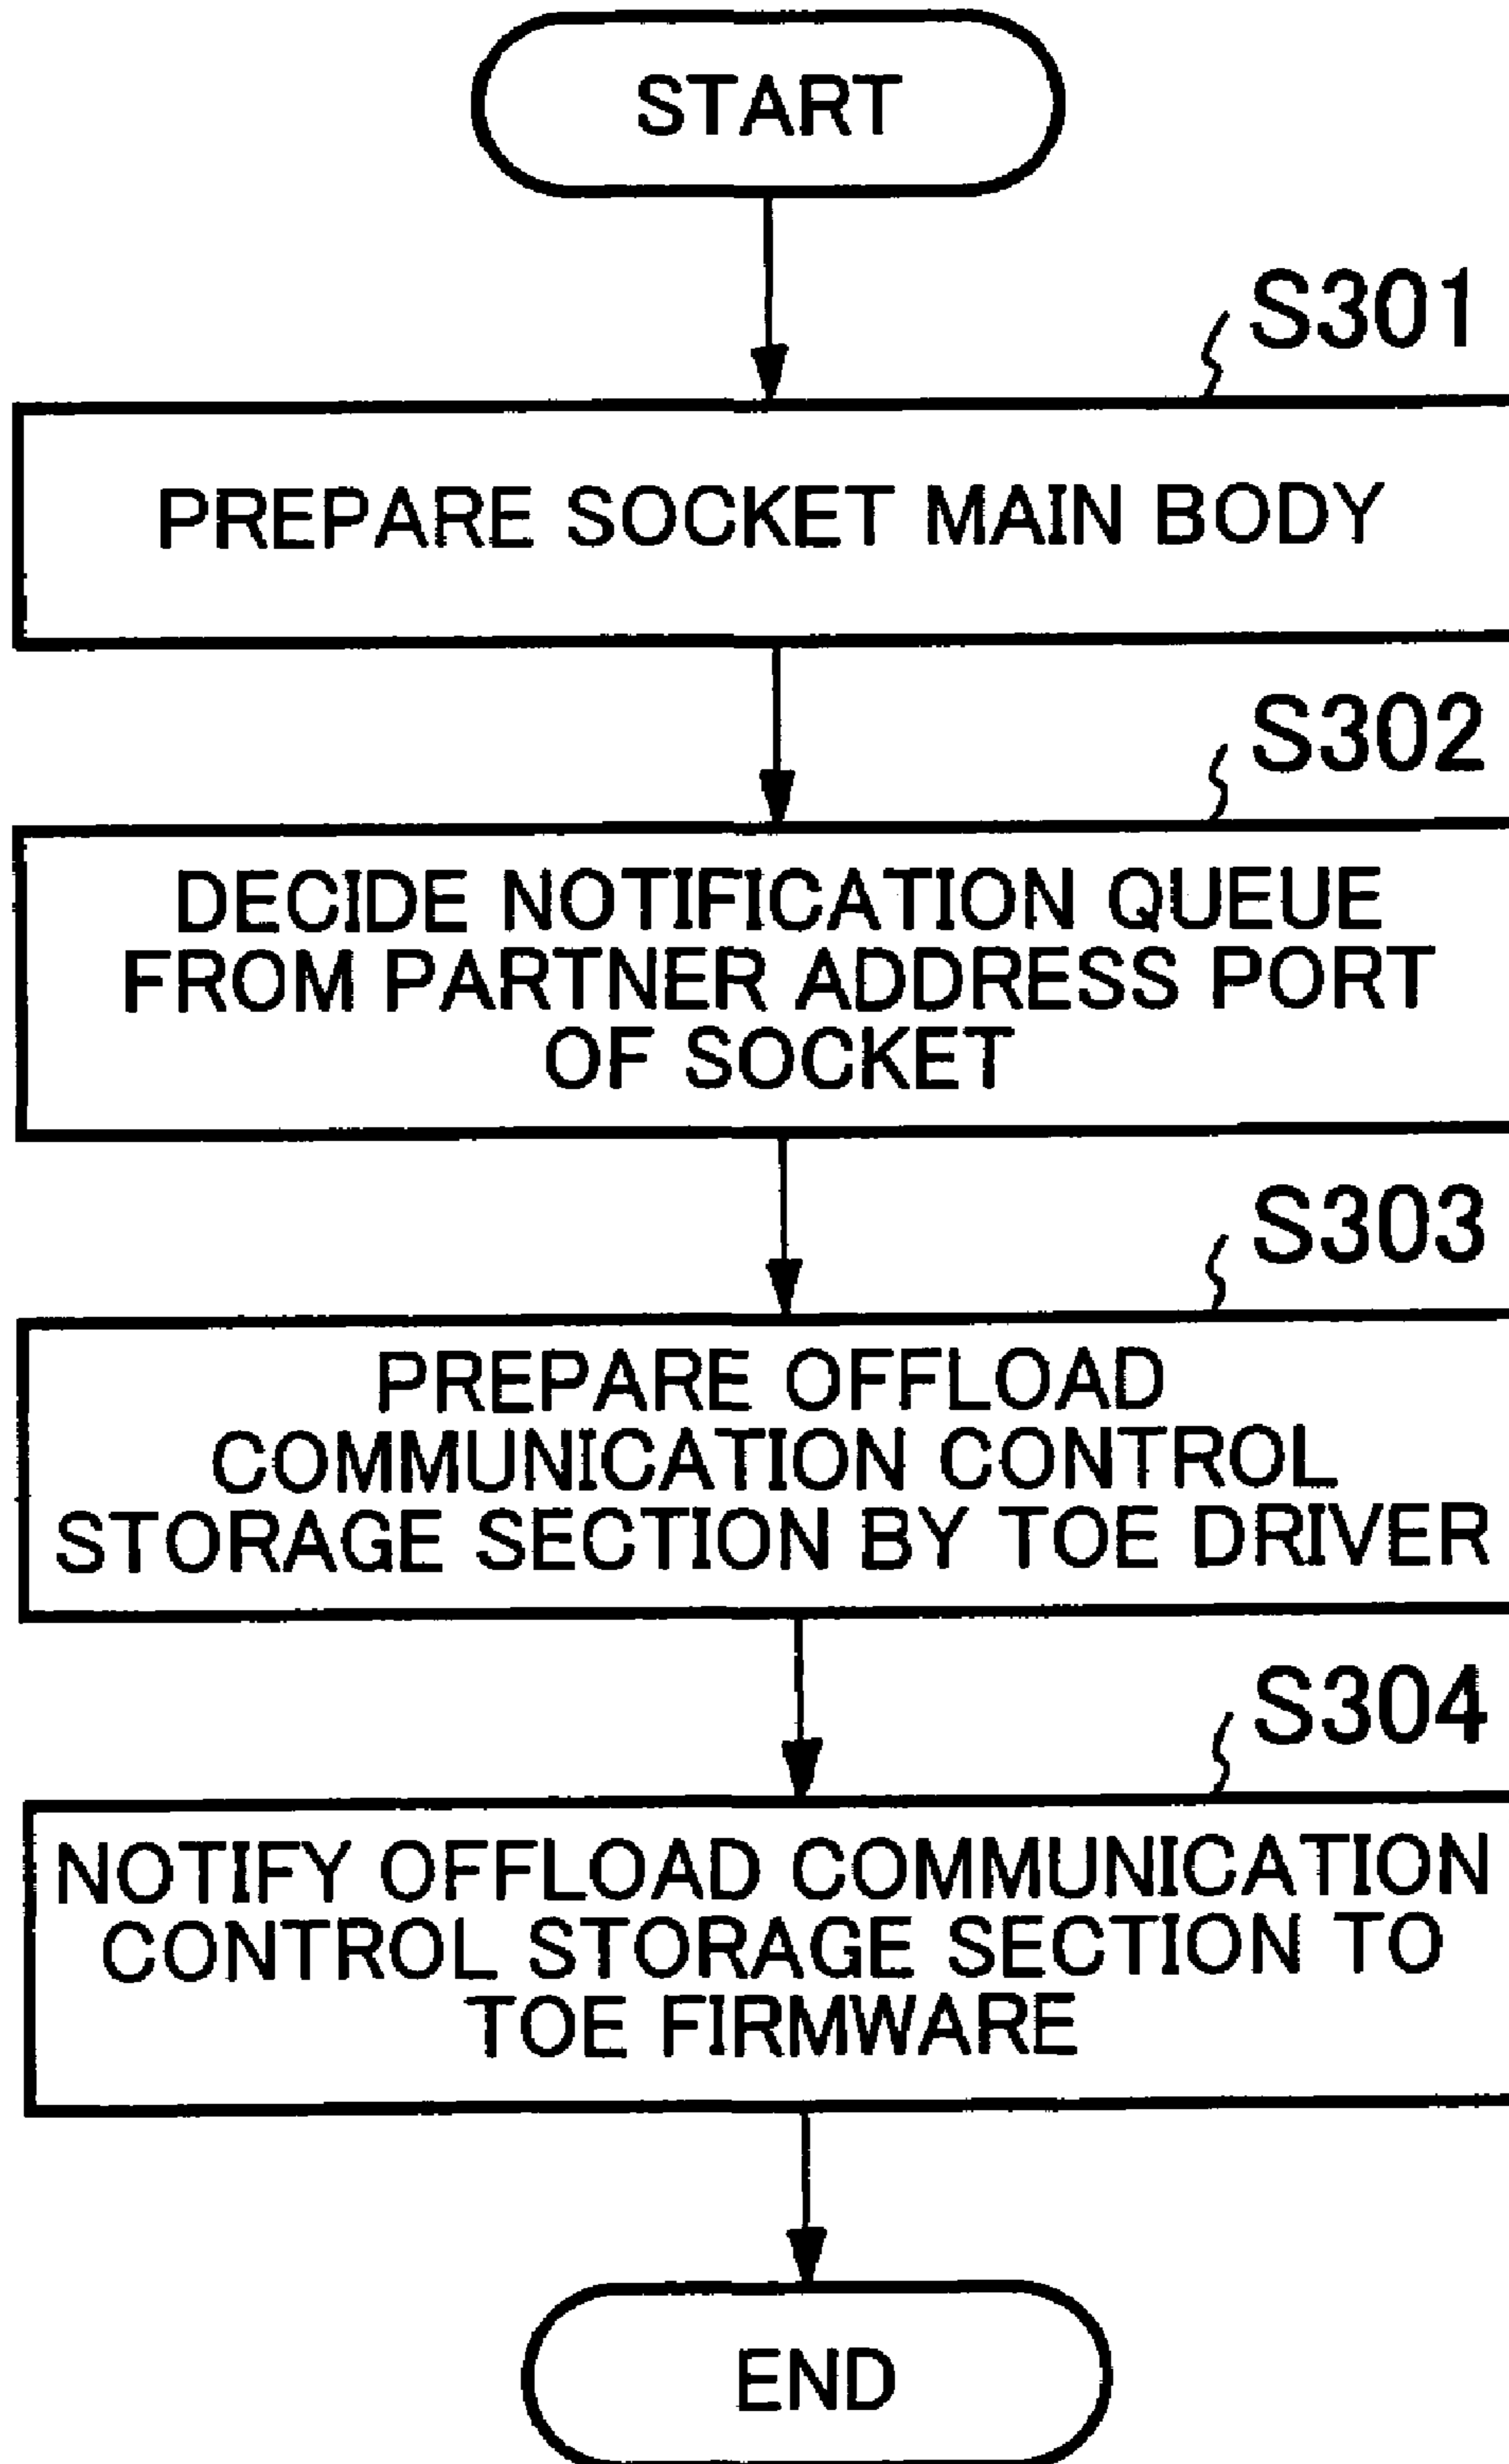 START
S301
PREPARE SOCKET MAIN BODY
S302
DECIDE NOTIFICATION QUEUE
FROM PARTNER ADDRESS PORT
OF SOCKET
S303
PREPARE OFFLOAD
COMMUNICATION CONTROL
STORAGE SECTION BY TOE DRIVER
S304
NOTIFY OFFLOAD COMMUNICATION
CONTROL STORAGE SECTION TO
TOE FIRMWARE
END